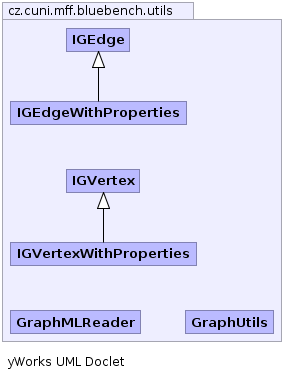 cz.cuni.mff.bluebench.utils
IGEdge
IGEdgeWithProperties
IGVertex
IGVertexWithProperties
GraphMLReader
GraphUtils
yWorks UML Doclet